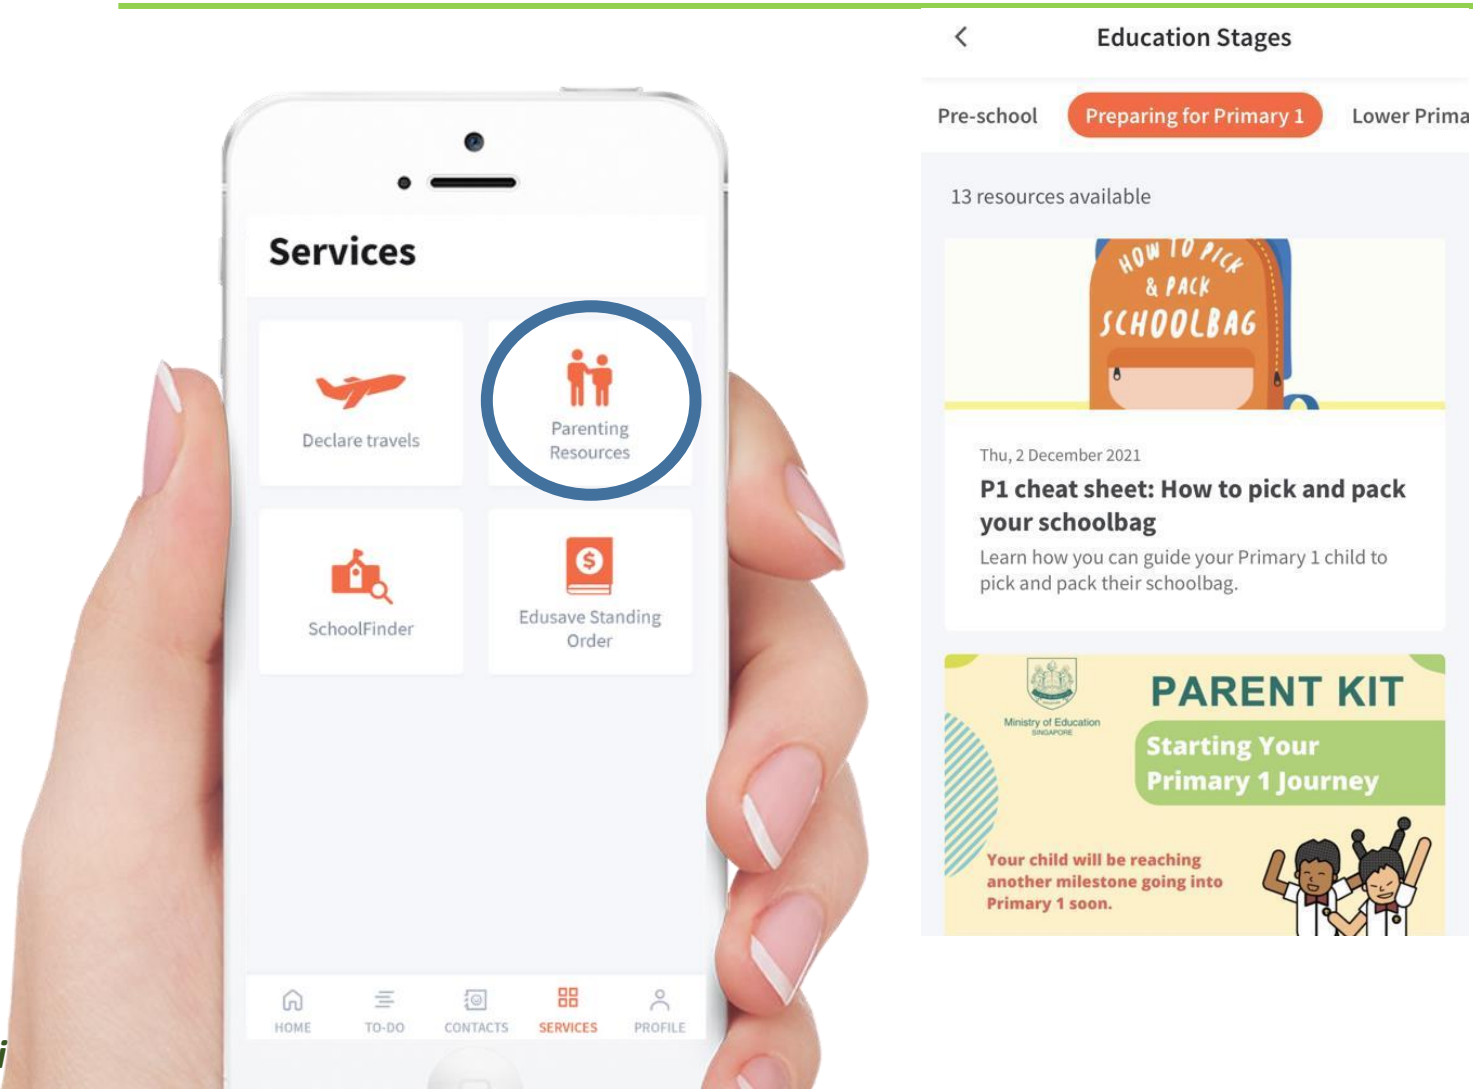 Services
Declare travels
Parenting
Resources
SchoolFinder
Edusave Standing
Order
HOME
TO-DO
CONTACTS
SERVICES
PROFILE
Education Stages
Pre-school
Preparing for Primary 1
Lower Prima
13 resources available
HOW TO PICK
& PACK
SCHOOLBAG
Thu, 2 December 2021
P1 cheat sheet: How to pick and pack
your schoolbag
Learn how you can guide your Primary 1 child to
pick and pack their schoolbag.
Ministry of Education
SINGAPORE
PARENT KIT
Starting Your
Primary 1 Journey
Your child will be reaching
another milestone going into
Primary 1 soon.